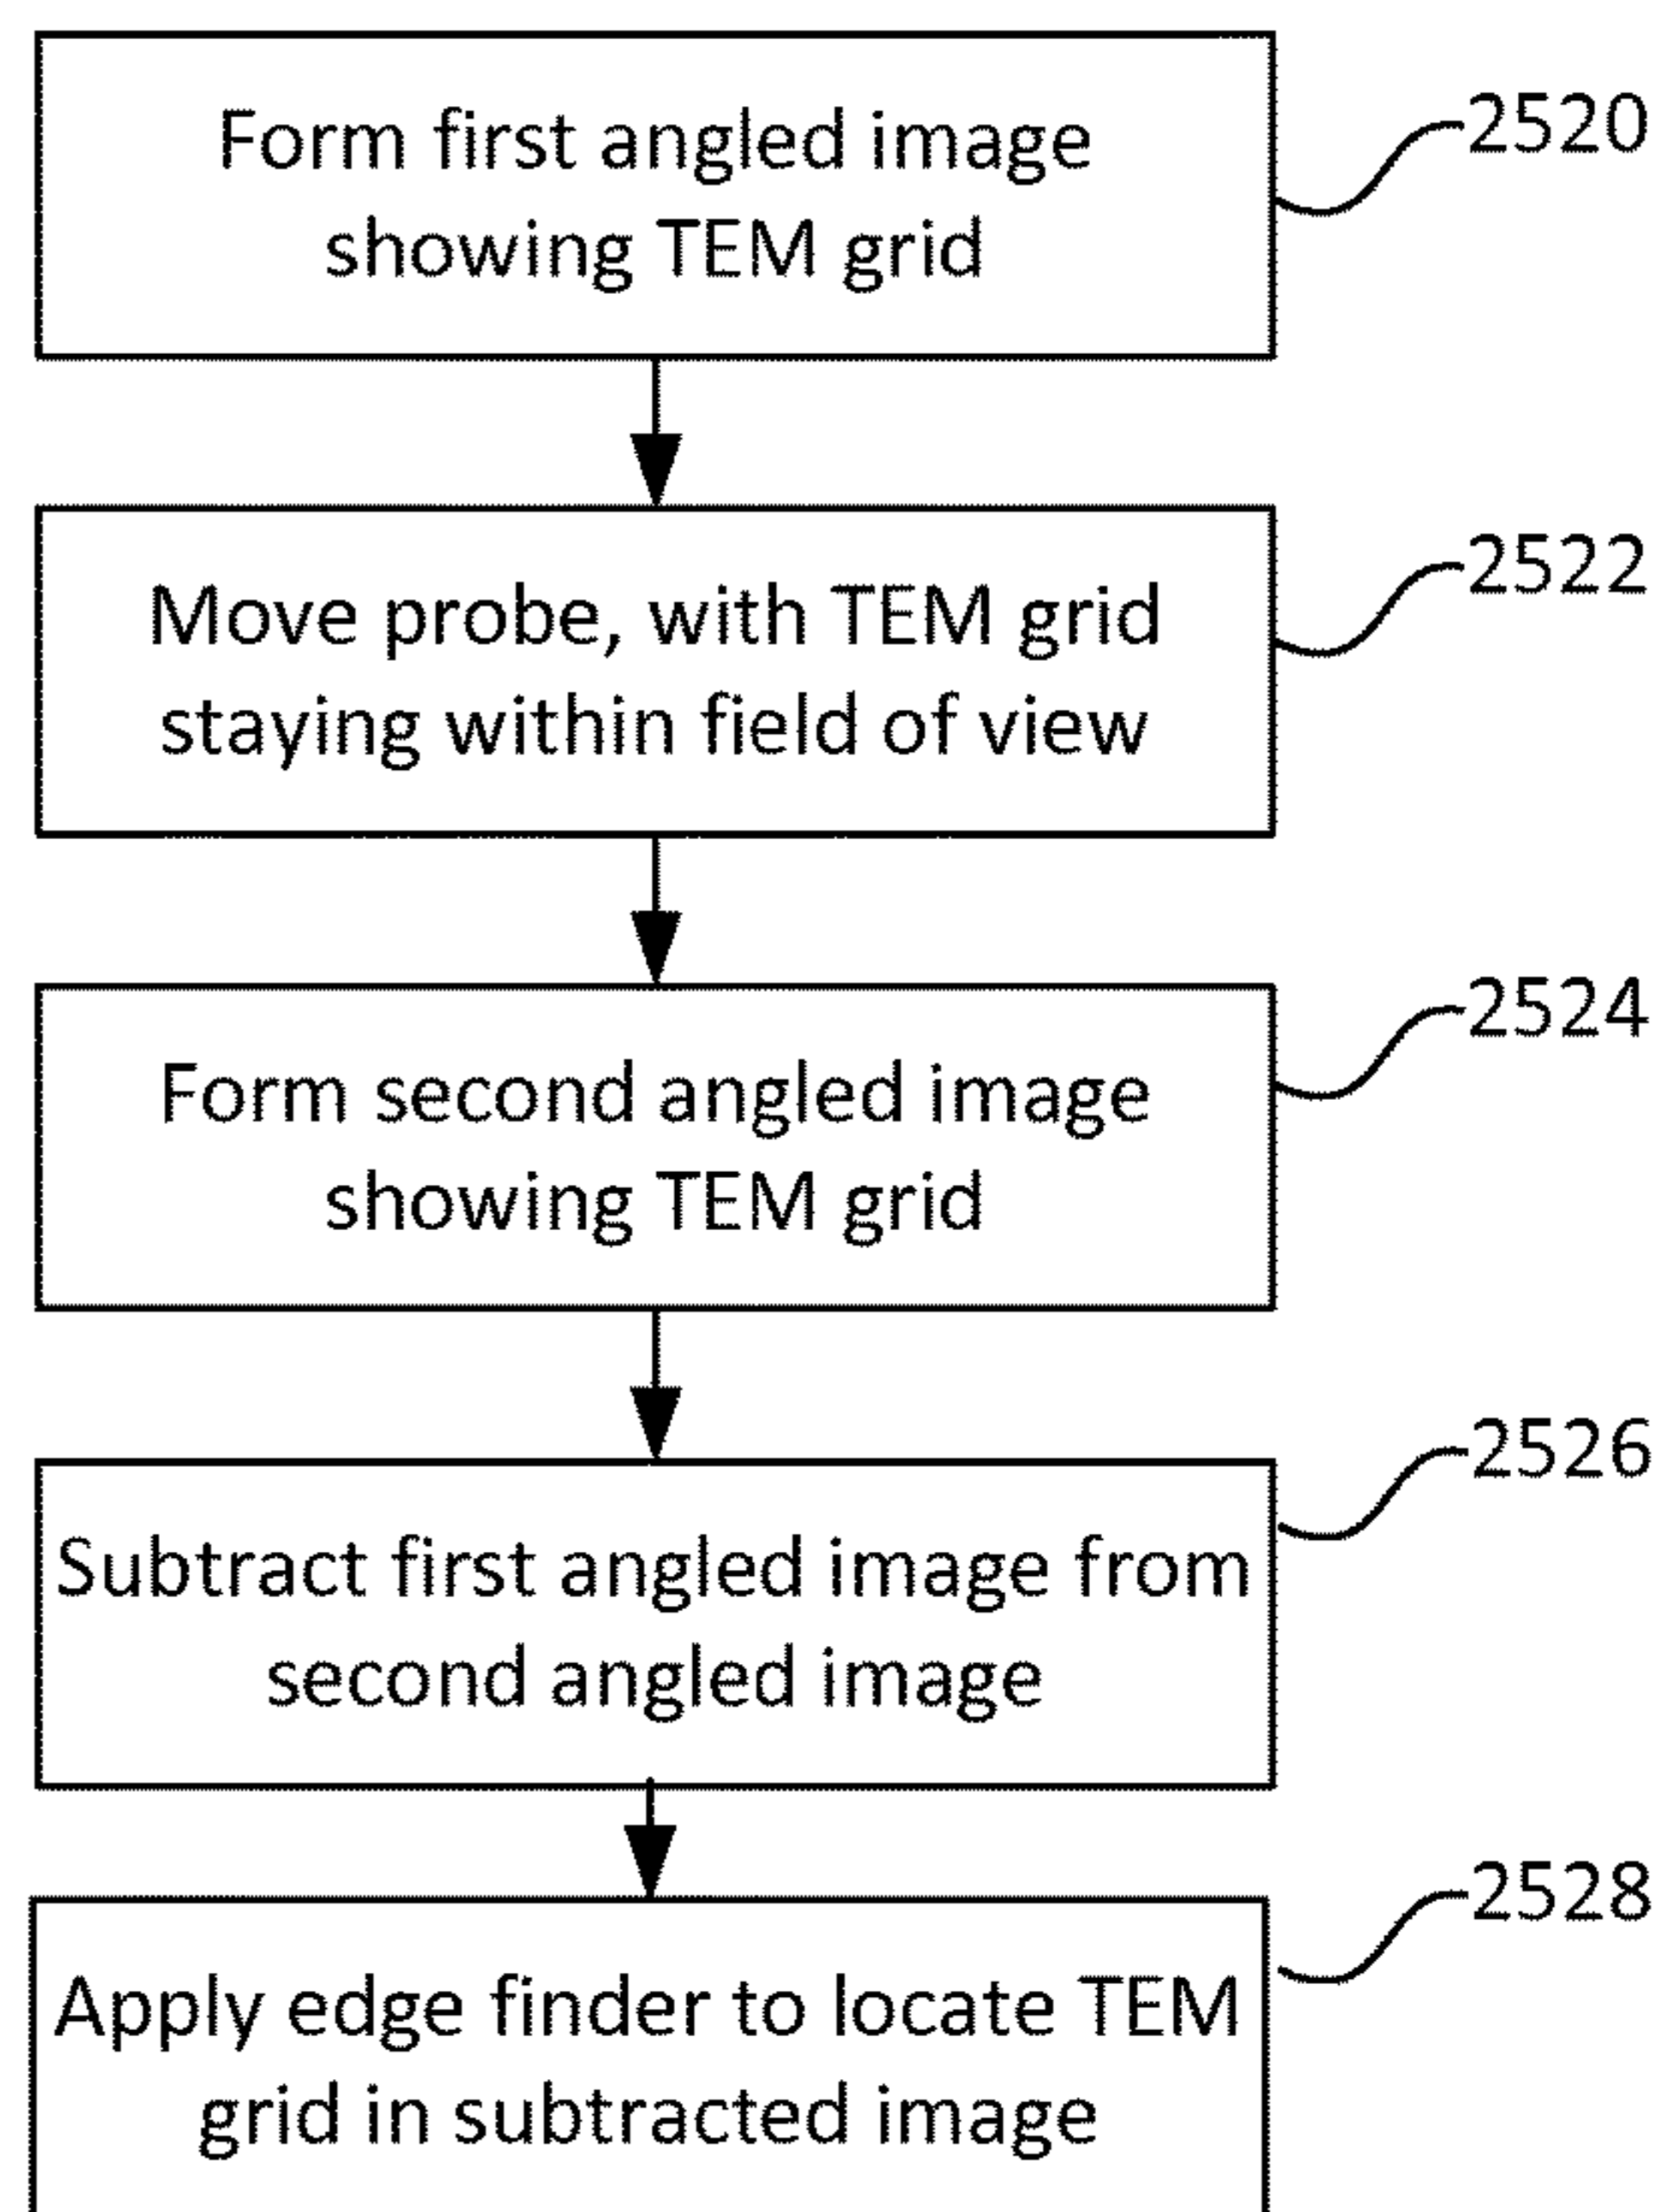 Form first angled image
showing TEM grid
2520
Move probe, with TEM grid
staying within field of view
2522
Form second angled image
showing TEM grid
2524
Subtract first angled image from
second angled image
2526
Apply edge finder to locate TEM
grid in subtracted image
2528